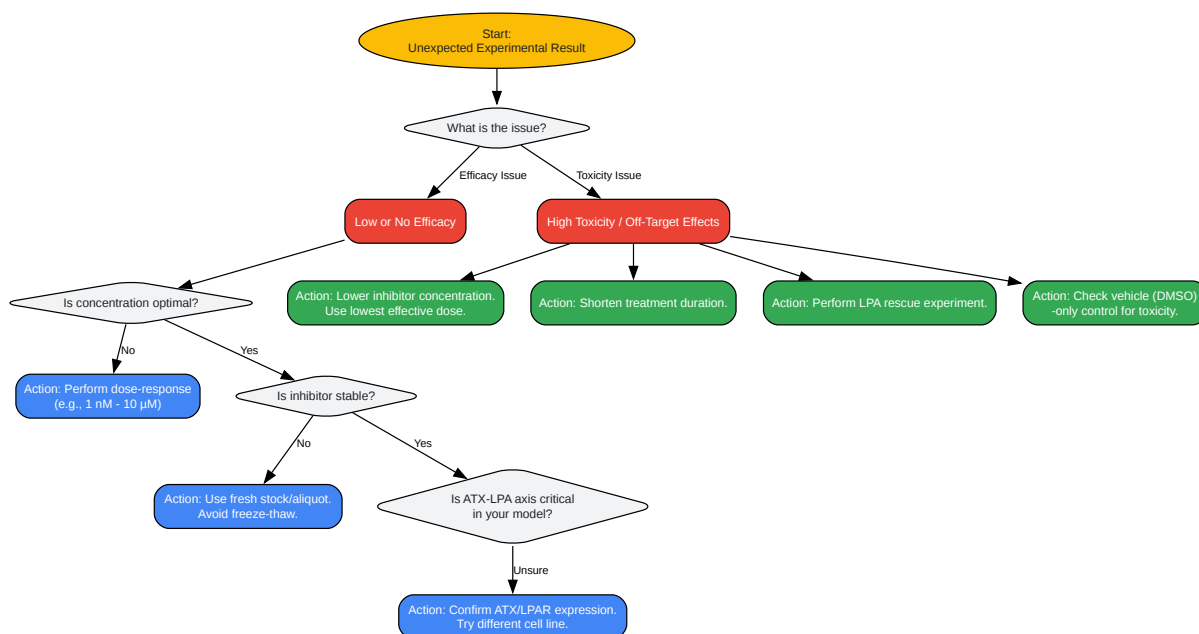 Start:
Unexpected Experimental Result
What is the issue?
Efficacy Issue
Toxicity Issue
Low or No Efficacy
High Toxicity / Off-Target Effects
Is concentration optimal?
Action: Lower inhibitor concentration.
Use lowest effective dose.
Action: Shorten treatment duration.
Action: Perform LPA rescue experiment.
Action: Check vehicle (DMSO)
-only control for toxicity.
No
Yes
Action: Perform dose-response
(e.g., 1 nM - 10 µM)
Is inhibitor stable?
No
Yes
Action: Use fresh stock/aliquot.
Avoid freeze-thaw.
Is ATX-LPA axis critical
in your model?
Unsure
Action: Confirm ATX/LPAR expression.
Try different cell line.